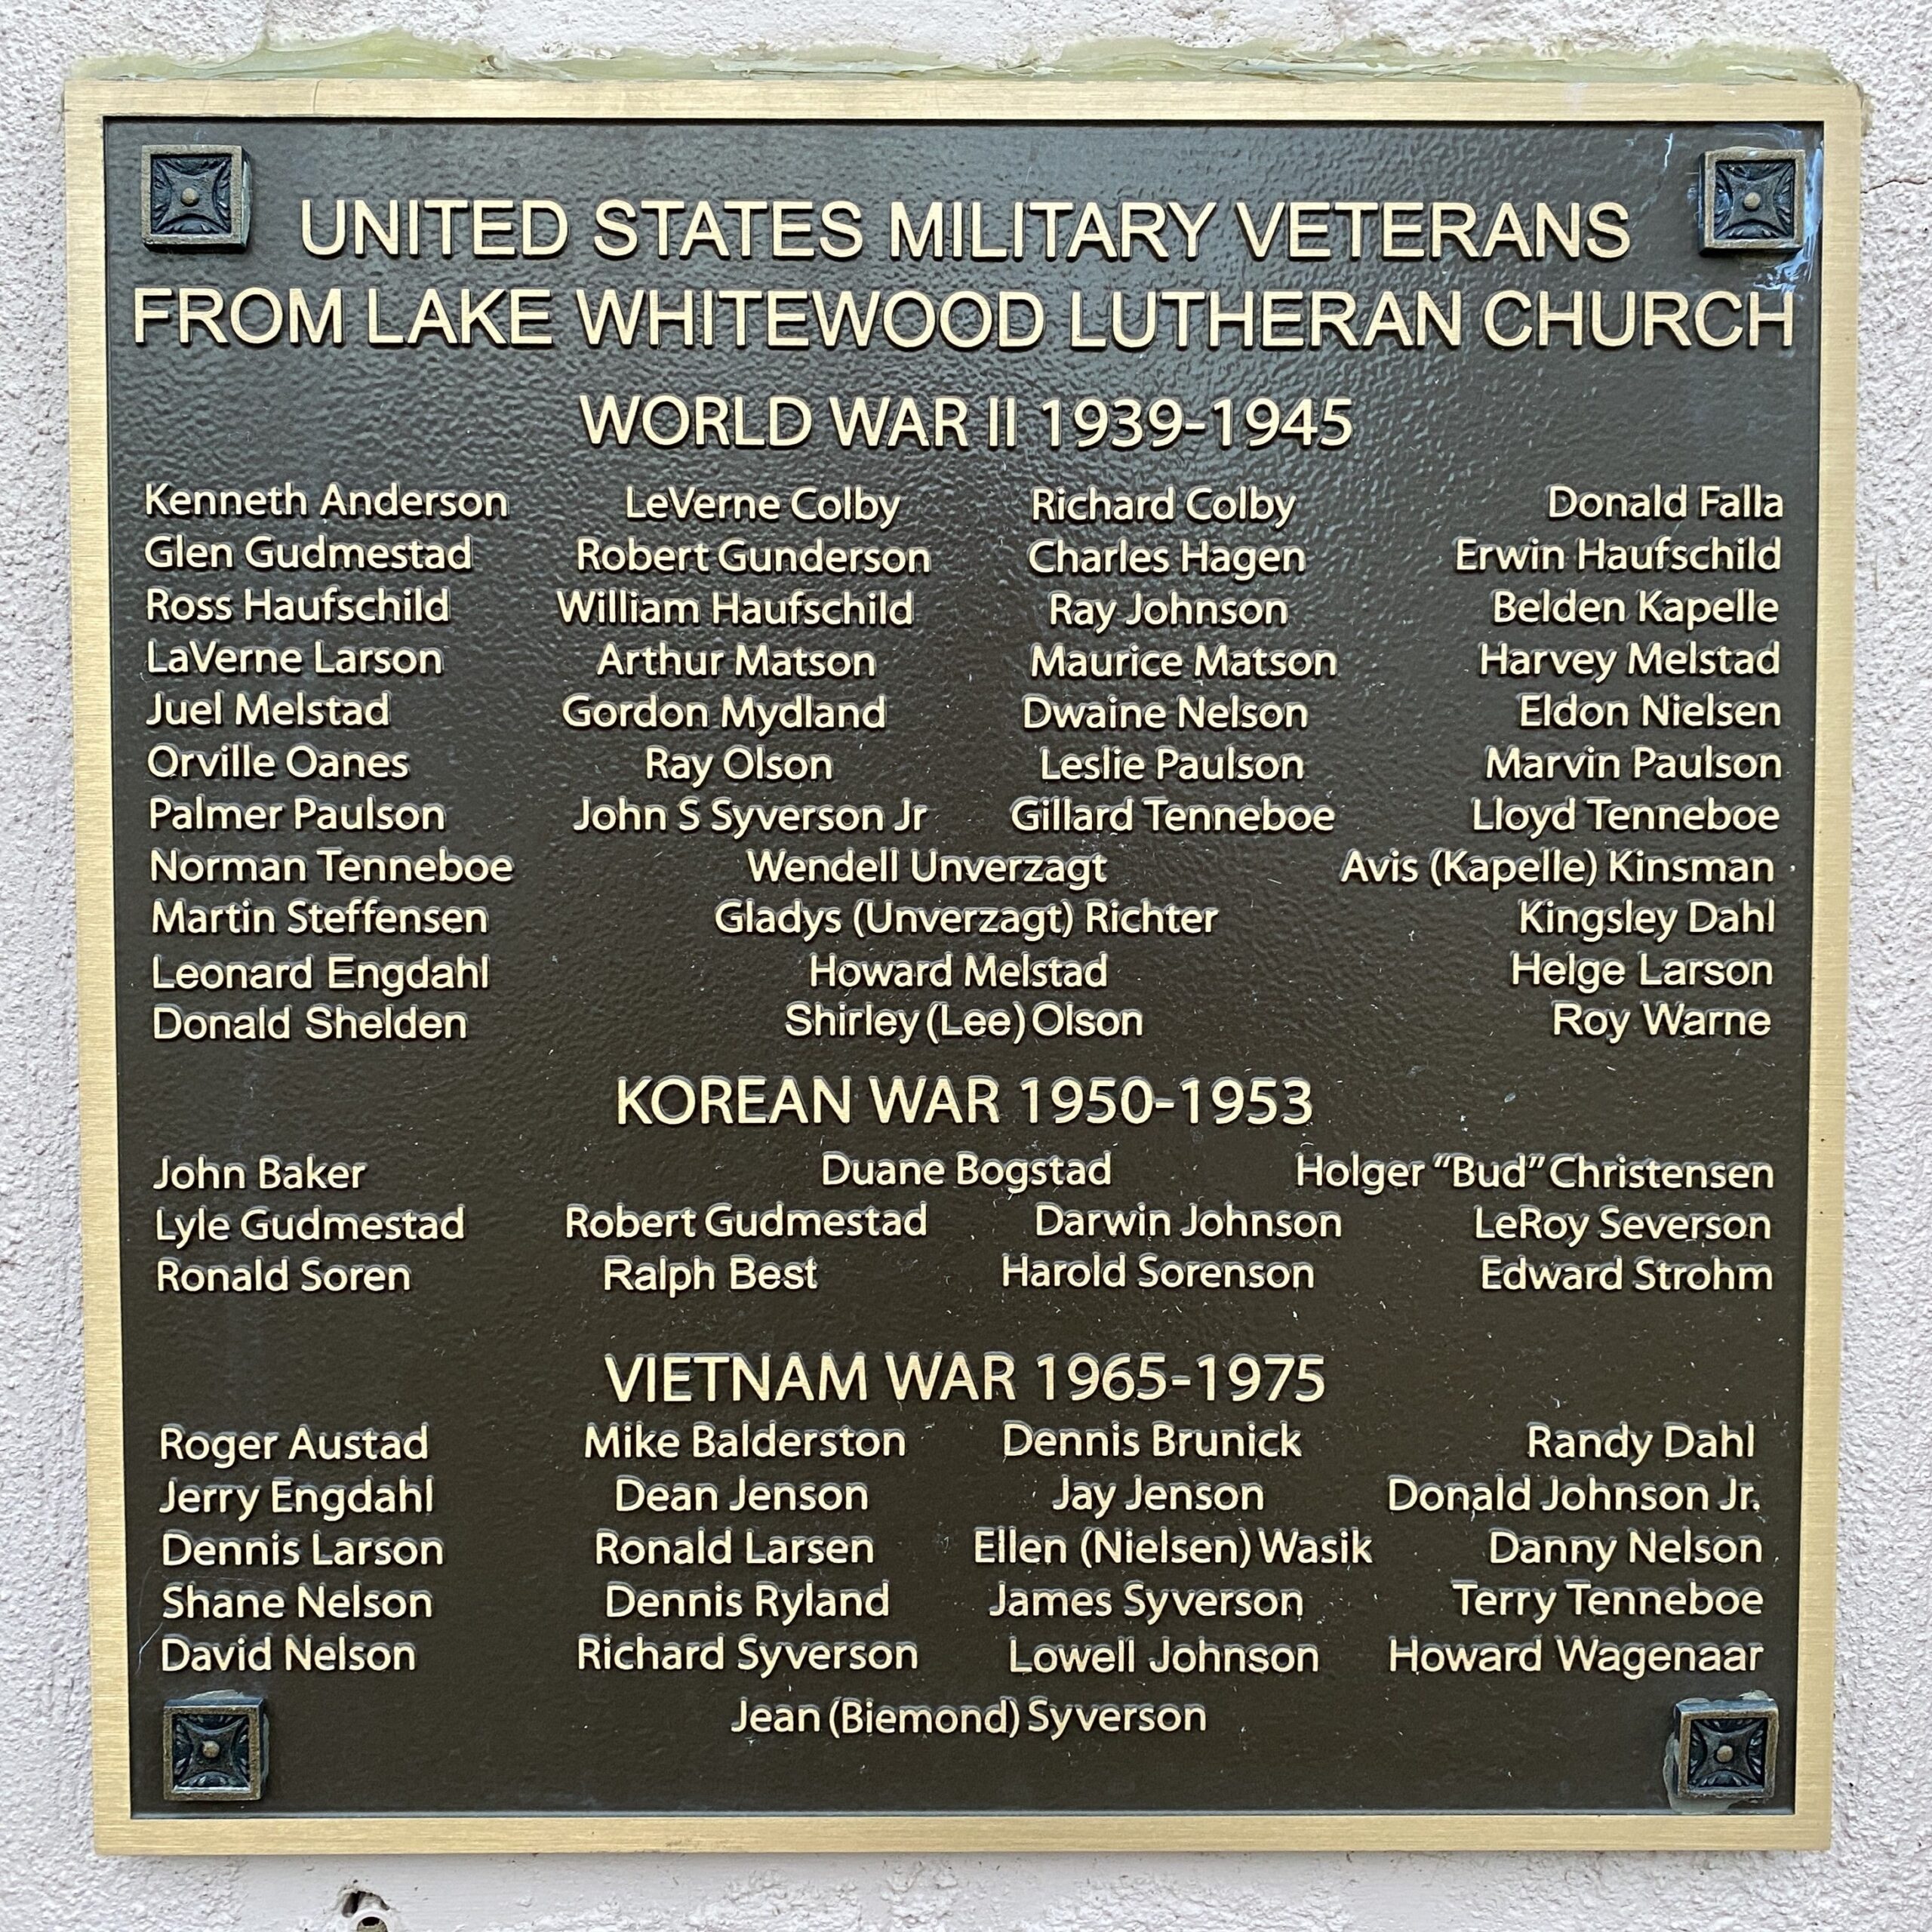 UNITED STATES MILITARY VETERANS
FROM LAKE WHITEWOOD LUTHERAN CHURCH
WORLD WAR II 1939-1945
Kenneth Anderson LeVerne Colby Richard Colby Donald Falla
Glen Gudmestad Robert Gunderson Charles Hagen Erwin Haufschild
Ross Haufschild William Haufschild Ray Johnson Belden Kapelle
LaVerne Larson Arthur Matson Maurice Matson Harvey Melstad
Juel Melstad Gordon Mydland Dwaine Nelson Eldon Nielsen
Orville Oanes Ray Olson Leslie Paulson Marvin Paulson
Palmer Paulson John S Syverson Jr Gillard Tenneboe Lloyd Tenneboe
Norman Tenneboe Wendell Unverzagt Avis (Kapelle) Kinsman
Martin Steffensen Gladys (Unverzagt) Richter Kingsley Dahl
Leonard Engdahl Howard Melstad Helge Larson
Donald Shelden Shirley (Lee) Olson Roy Warne
KOREAN WAR 1950-1953
John Baker Duane Bogstad Holger “Bud” Christensen
Lyle Gudmestad Robert Gudmestad Darwin Johnson LeRoy Severson
Ronald Soren Ralph Best Harold Sorenson Edward Strohm
VIETNAM WAR 1965-1975
Roger Austad Mike Balderston Dennis Brunick Randy Dahl
Jerry Engdahl Dean Jenson Jay Jenson Donald Johnson Jr.
Dennis Larson Ronald Larsen Ellen (Nielsen) Wasik Danny Nelson
Shane Nelson Dennis Ryland James Syverson Terry Tenneboe
David Nelson Richard Syverson Lowell Johnson Howard Wagenaar
Jean (Biemond) Syverson